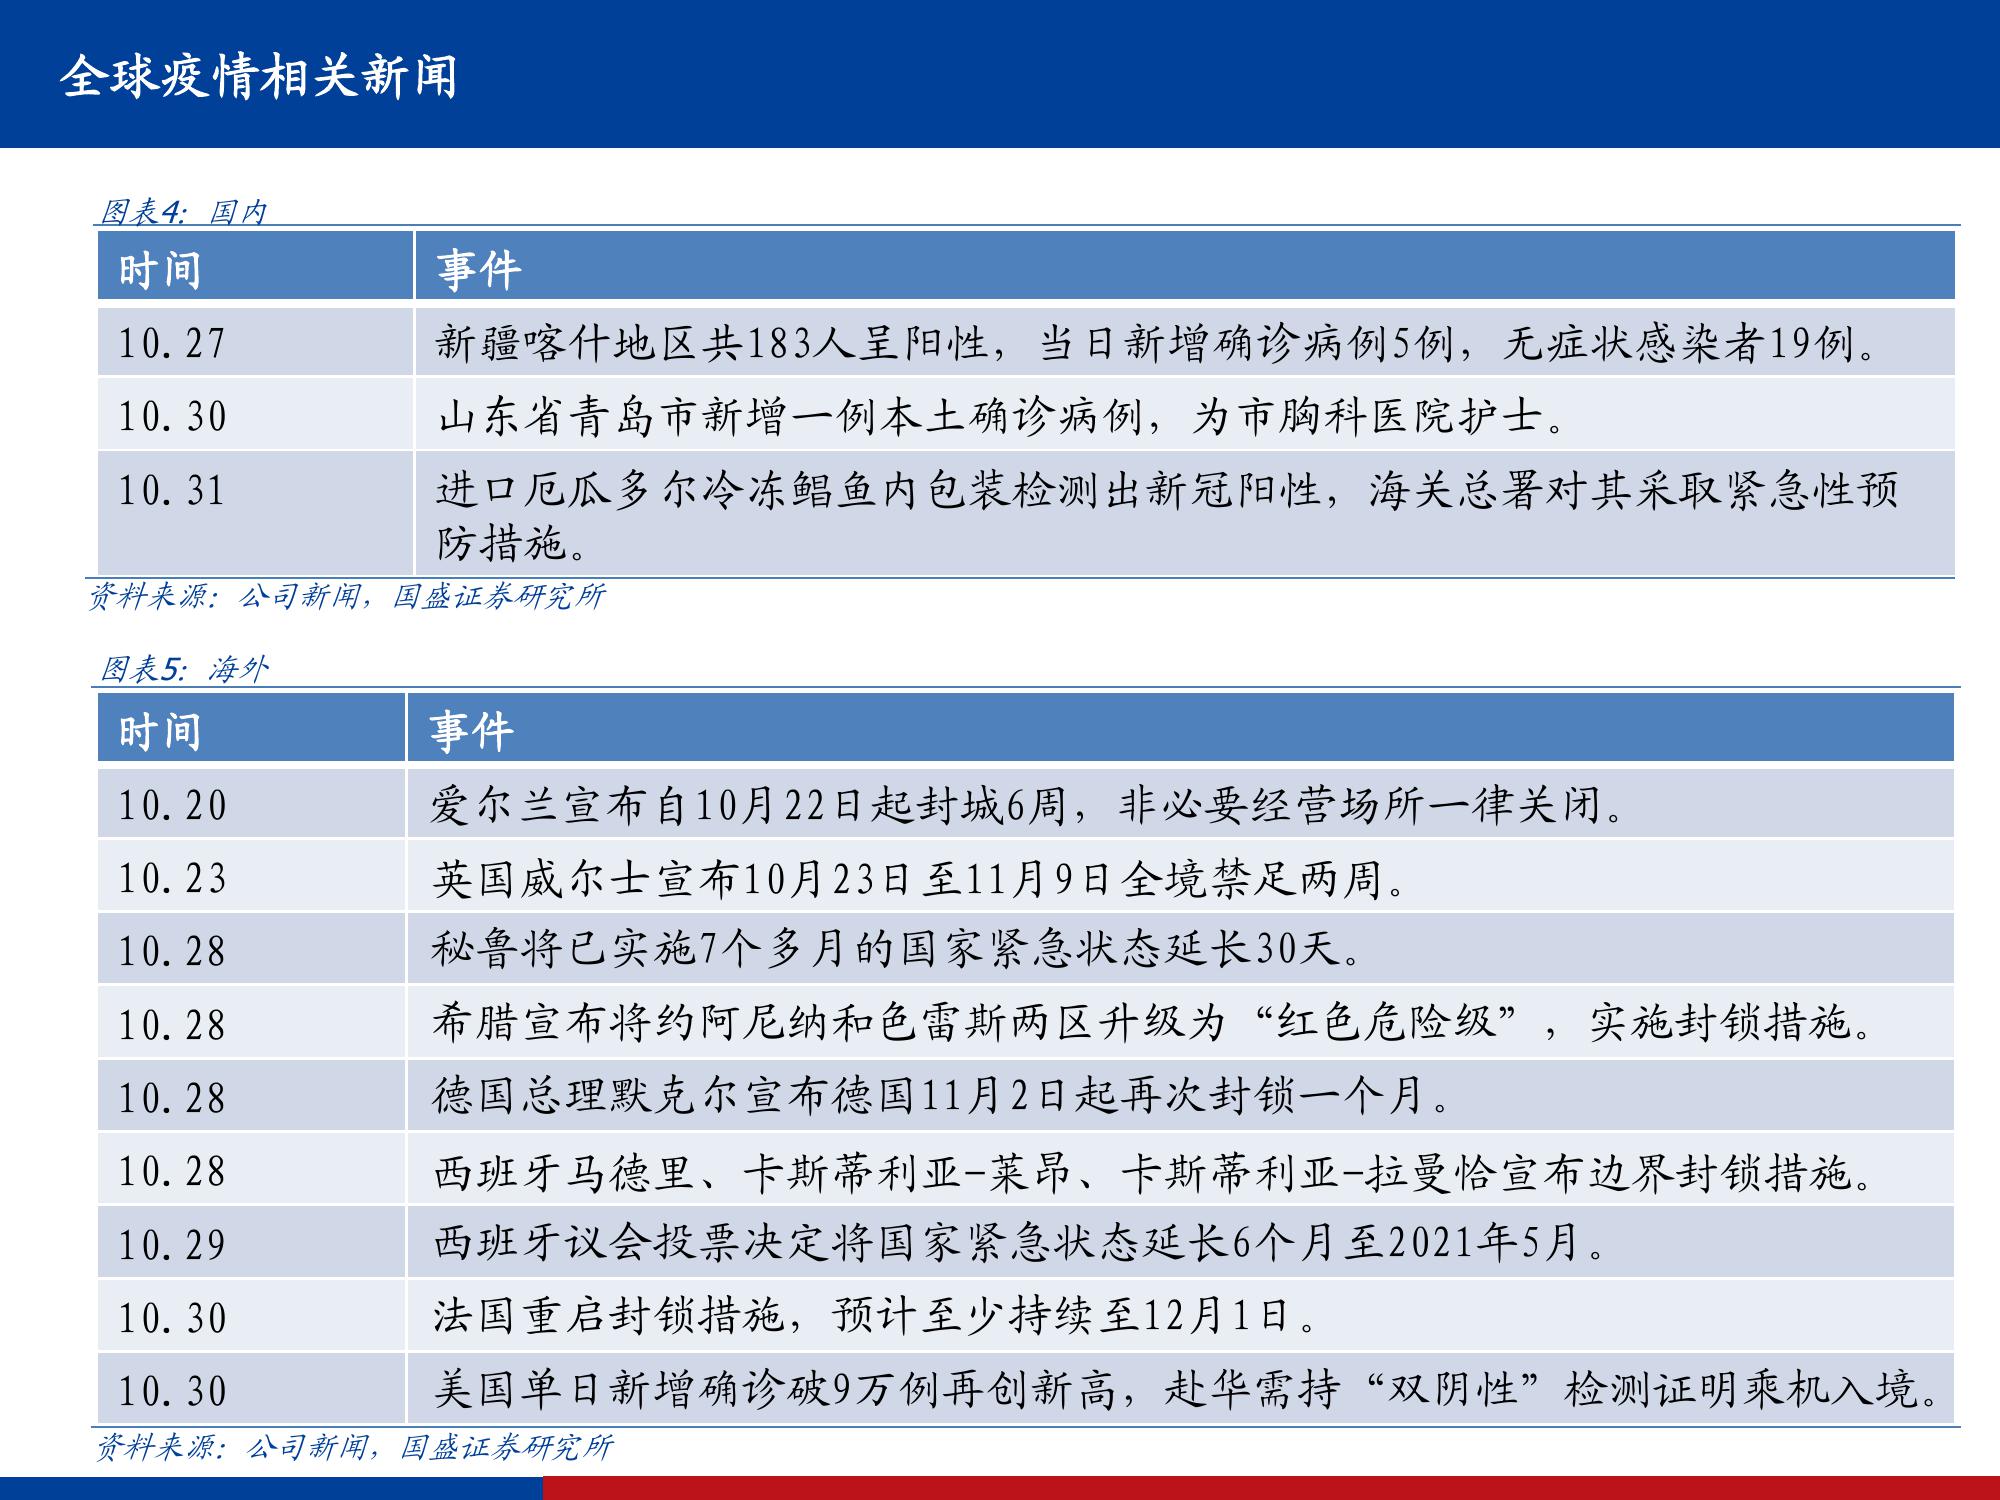 全球疫情相关新闻
图表4：国内
时间 事件
10.27 新疆喀什地区共183人呈阳性，当日新增确诊病例5例，无症状感染者19例。
10.30 山东省青岛市新增一例本土确诊病例，为市胸科医院护士。
10.31 进口厄瓜多尔冷冻鲳鱼内包装检测出新冠阳性，海关总署对其采取紧急性预
防措施。
资料来源：公司新闻，国盛证券研究所
图表5：海外
时间 事件
10.20 爱尔兰宣布自10月22日起封城6周，非必要经营场所一律关闭。
10.23 英国威尔士宣布10月23日至11月9日全境禁足两周。
10.28 秘鲁将已实施7个多月的国家紧急状态延长30天。
10.28 希腊宣布将约阿尼纳和色雷斯两区升级为“红色危险级”，实施封锁措施。
10.28 德国总理默克尔宣布德国11月2日起再次封锁一个月。
10.28 西班牙马德里、卡斯蒂利亚-莱昂、卡斯蒂利亚-拉曼恰宣布边界封锁措施。
10.29 西班牙议会投票决定将国家紧急状态延长6个月至2021年5月。
10.30 法国重启封锁措施，预计至少持续至12月1日。
10.30 美国单日新增确诊破9万例再创新高，赴华需持“双阴性”检测证明乘机入境。
资料来源：公司新闻，国盛证券研究所